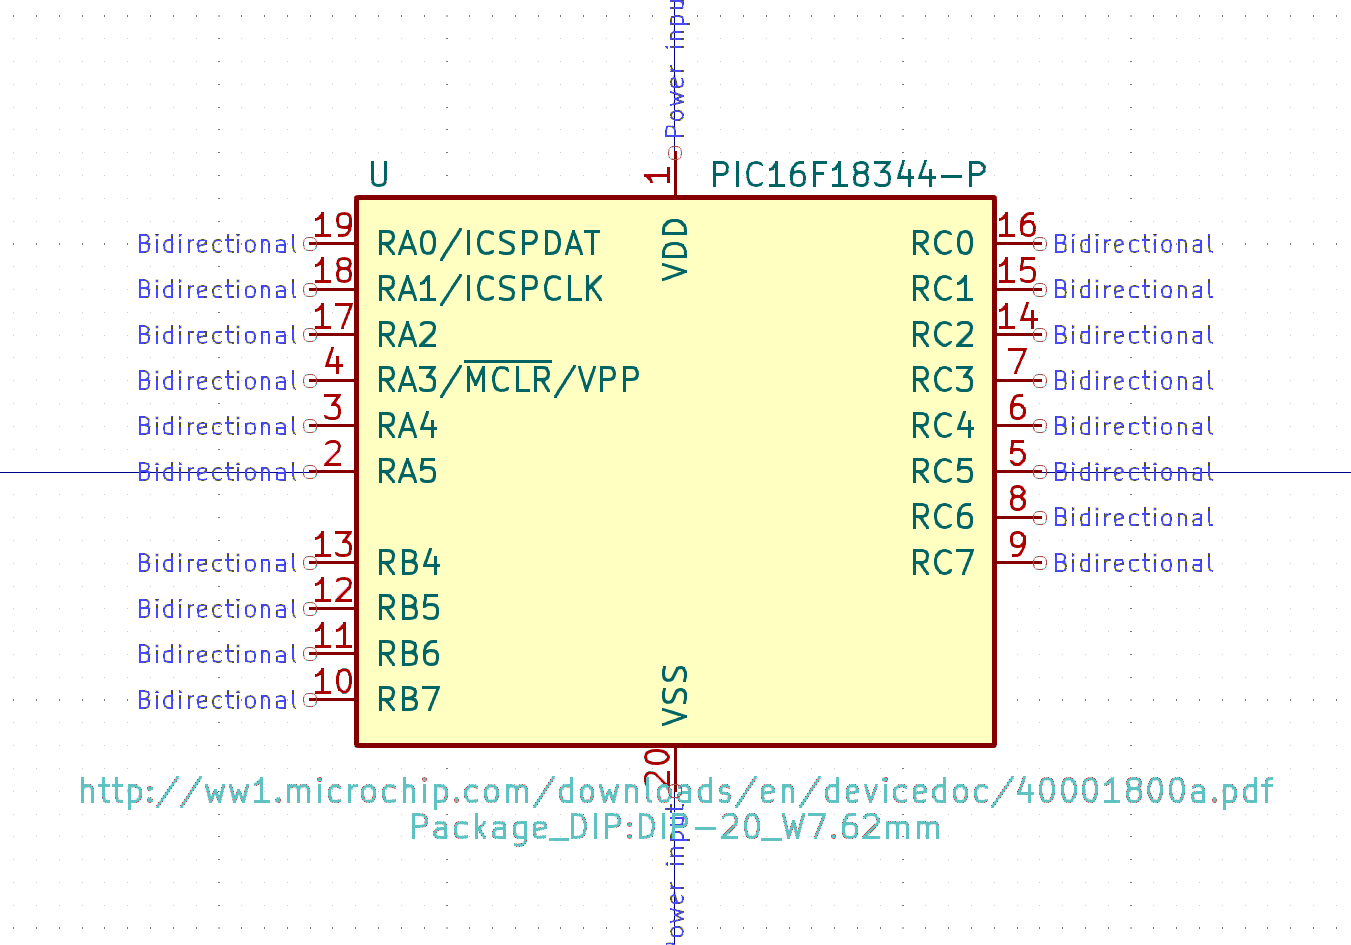 Power inpu
U
1
PIC16F18344-P
VDD
Bidirectional 19 RA0/ICSPDAT
RC0 16 Bidirectional
Bidirectional 18 RA1/ICSPCLK
RC1 15 Bidirectional
Bidirectional 17 RA2
RC2 14 Bidirectional
Bidirectional 4 RA3/MCLR/VPP
RC3 7 Bidirectional
Bidirectional 3 RA4
RC4 6 Bidirectional
Bidirectional 2 RA5
RC5 5 Bidirectional
RC6 8 Bidirectional
Bidirectional 13 RB4
RC7 9 Bidirectional
Bidirectional 12 RB5
Bidirectional 11 RB6
Bidirectional 10 RB7
VSS
20
http://ww1.microchip.com/downloads/en/devicedoc/40001800a.pdf
Package_DIP:DIP-20_W7.62mm
ower input